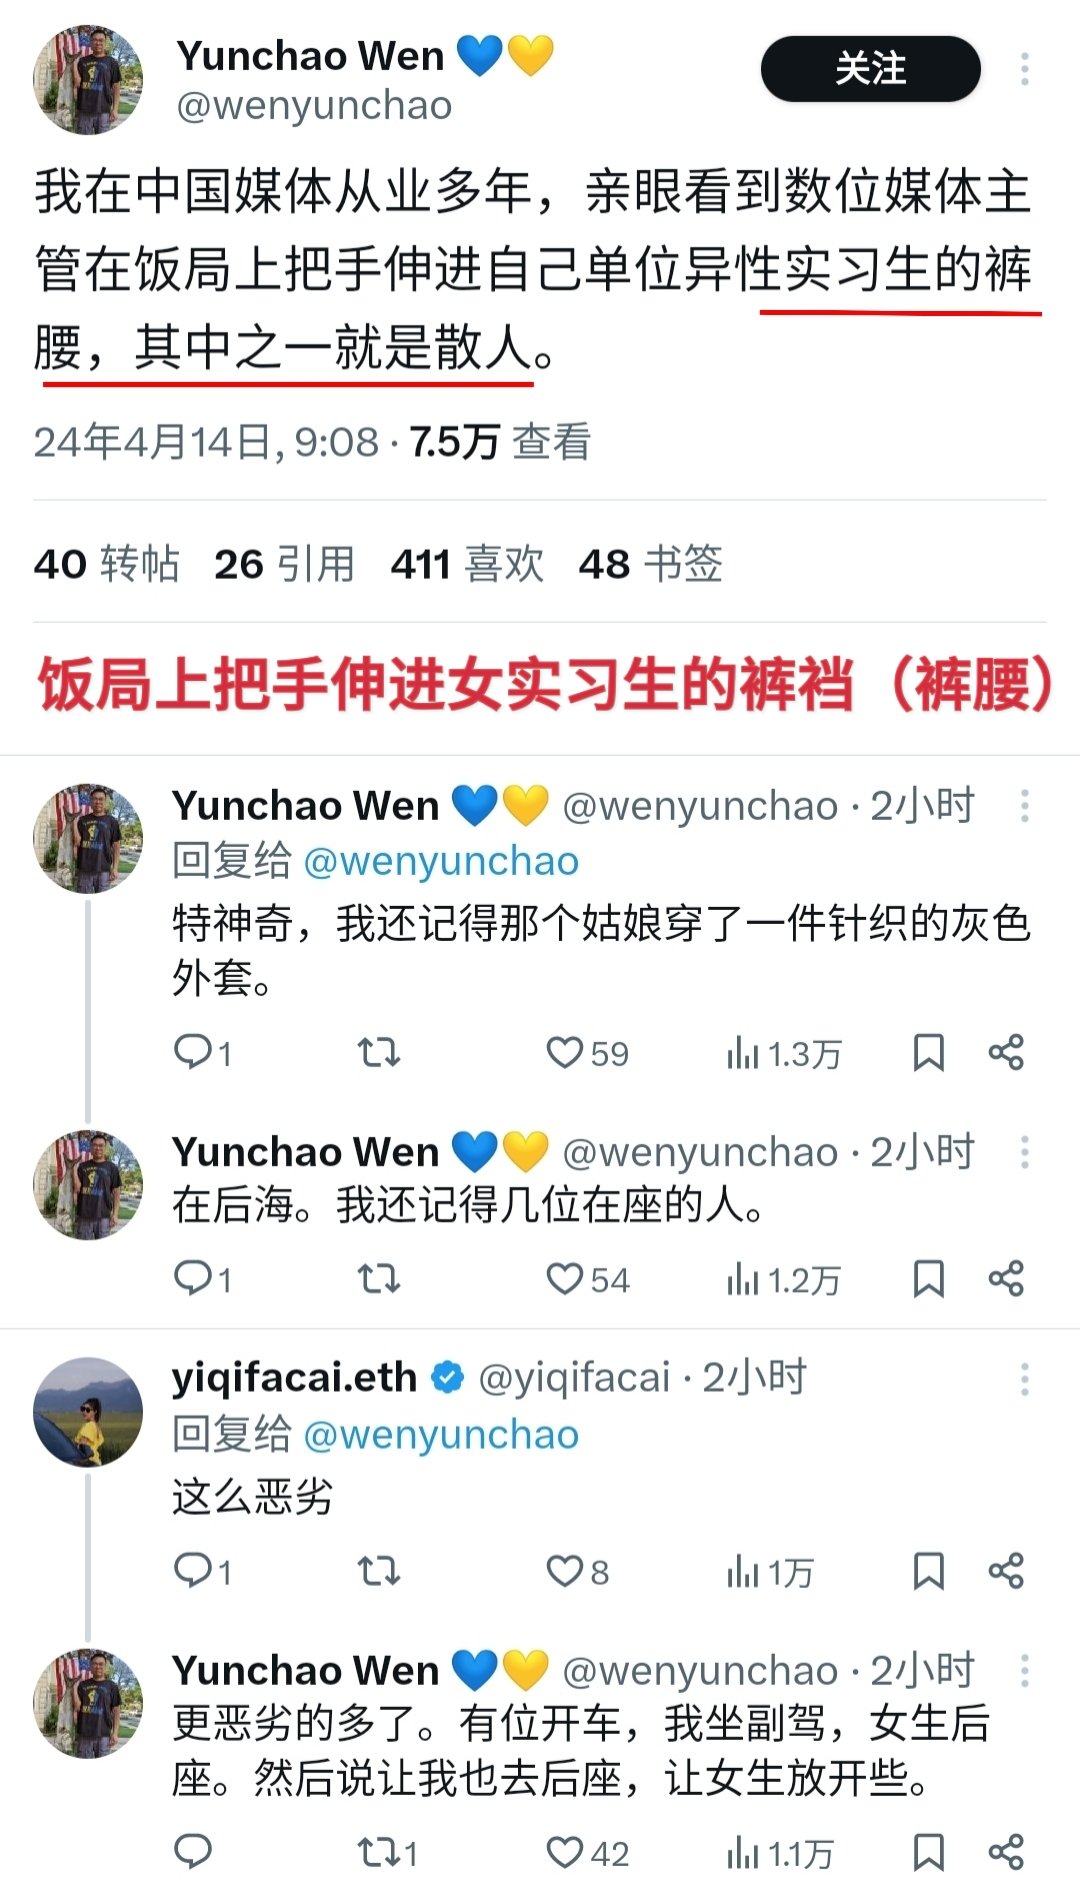 Yunchao Wen 💙💛
@wenyunchao
关注
我在中国媒体从业多年，亲眼看到数位媒体主
管在饭局上把手伸进自己单位异性实习生的裤
腰，其中之一就是散人。
24年4月14日, 9:08 · 7.5万 查看
40 转帖 26 引用 411 喜欢 48 书签
饭局上把手伸进女实习生的裤裆（裤腰）
Yunchao Wen 💙💛 @wenyunchao · 2小时
回复给 @wenyunchao
特神奇，我还记得那个姑娘穿了一件针织的灰色
外套。
1 59 1.3万
Yunchao Wen 💙💛 @wenyunchao · 2小时
在后海。我还记得几位在座的人。
1 54 1.2万
yiqifacai.eth @yiqifacai · 2小时
回复给 @wenyunchao
这么恶劣
1 8 1万
Yunchao Wen 💙💛 @wenyunchao · 2小时
更恶劣的多了。有位开车，我坐副驾，女生后
座。然后说让我也去后座，让女生放开些。
1 42 1.1万